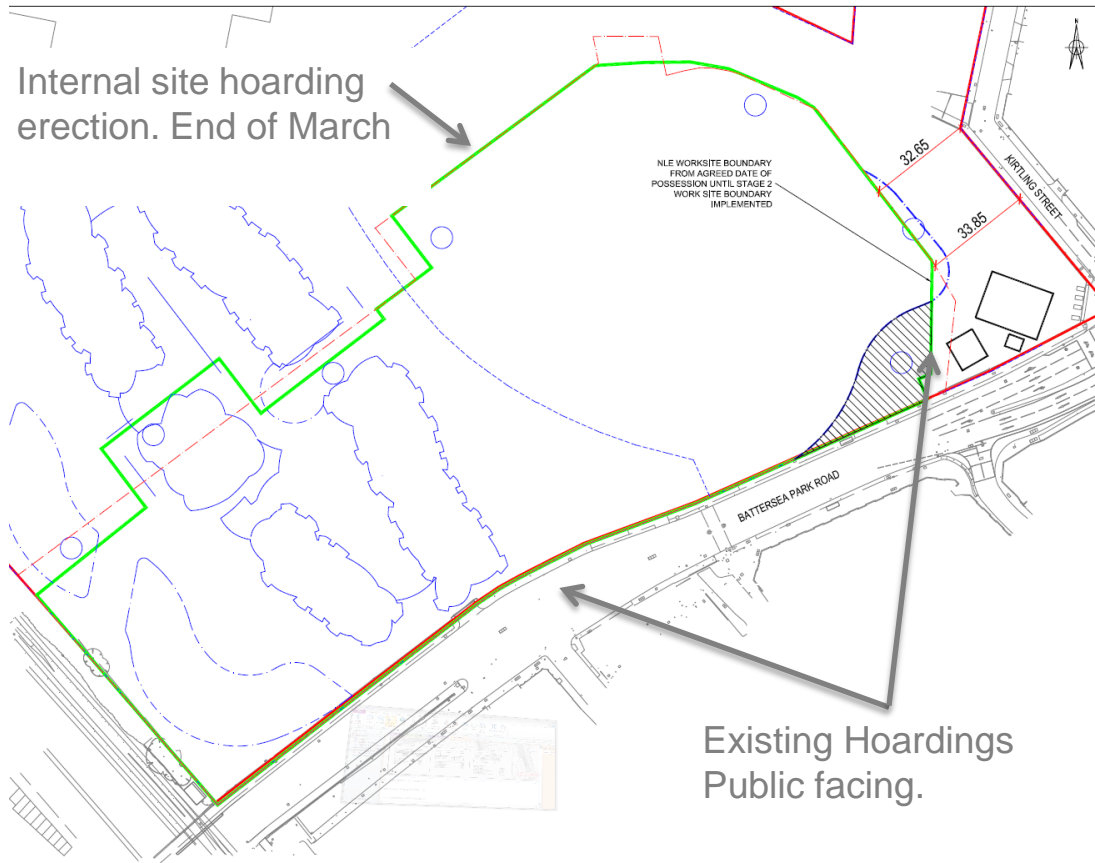 Internal site hoarding
erection. End of March
N
NLE WORKSITE BOUNDARY
FROM AGREED DATE OF
POSSESSION UNTIL STAGE 2
WORK SITE BOUNDARY
IMPLEMENTED
32.65
33.85
KIRTLING STREET
BATTERSEA PARK ROAD
Existing Hoardings
Public facing.